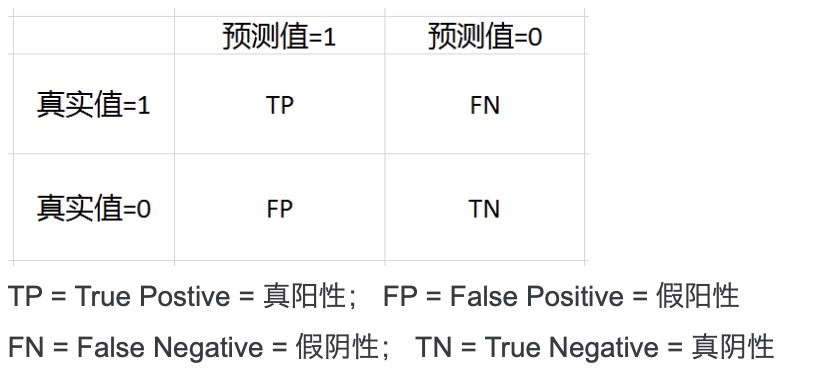 预测值=1 预测值=0
真实值=1 TP FN
真实值=0 FP TN
TP = True Postive = 真阳性； FP = False Positive = 假阳性
FN = False Negative = 假阴性； TN = True Negative = 真阴性